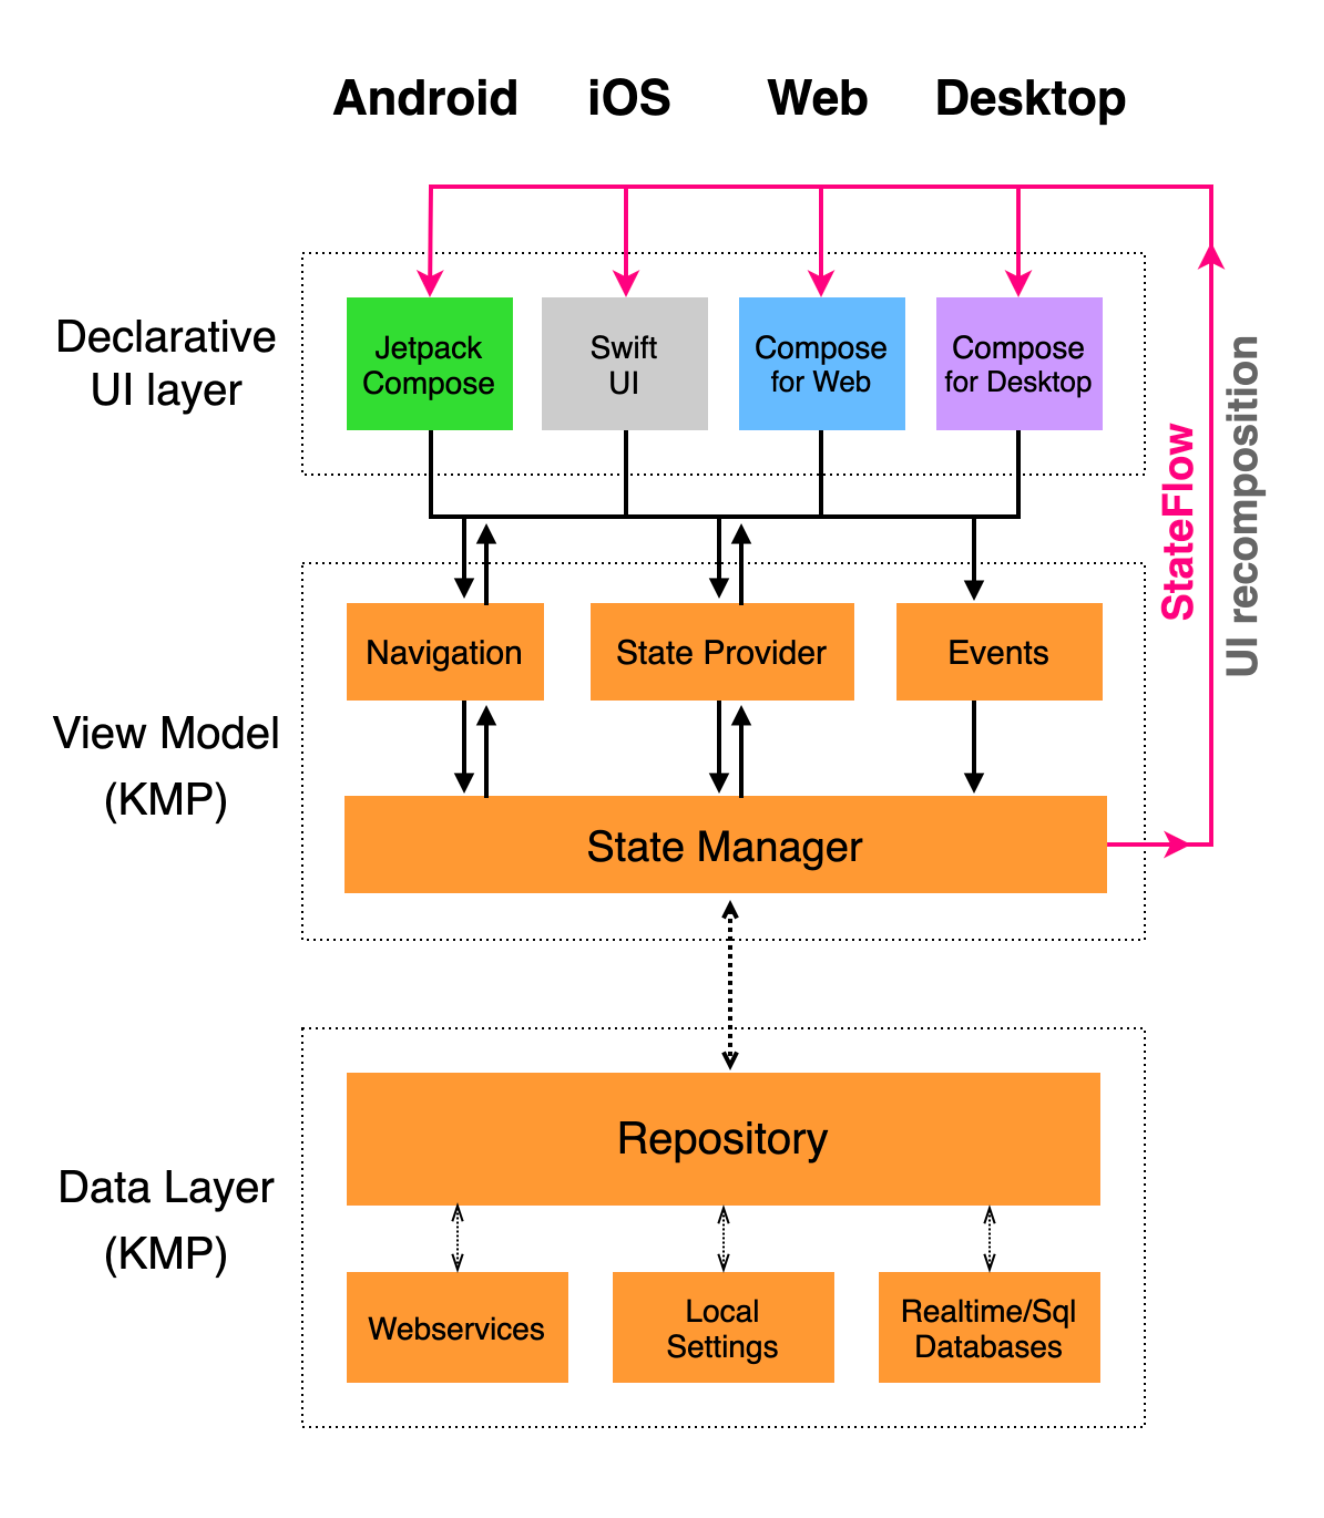 Android iOS Web Desktop
Declarative
UI layer
Jetpack
Compose
Swift
UI
Compose
for Web
Compose
for Desktop
StateFlow
UI recomposition
View Model
(KMP)
Navigation
State Provider
Events
State Manager
Data Layer
(KMP)
Repository
Webservices
Local
Settings
Realtime/Sql
Databases